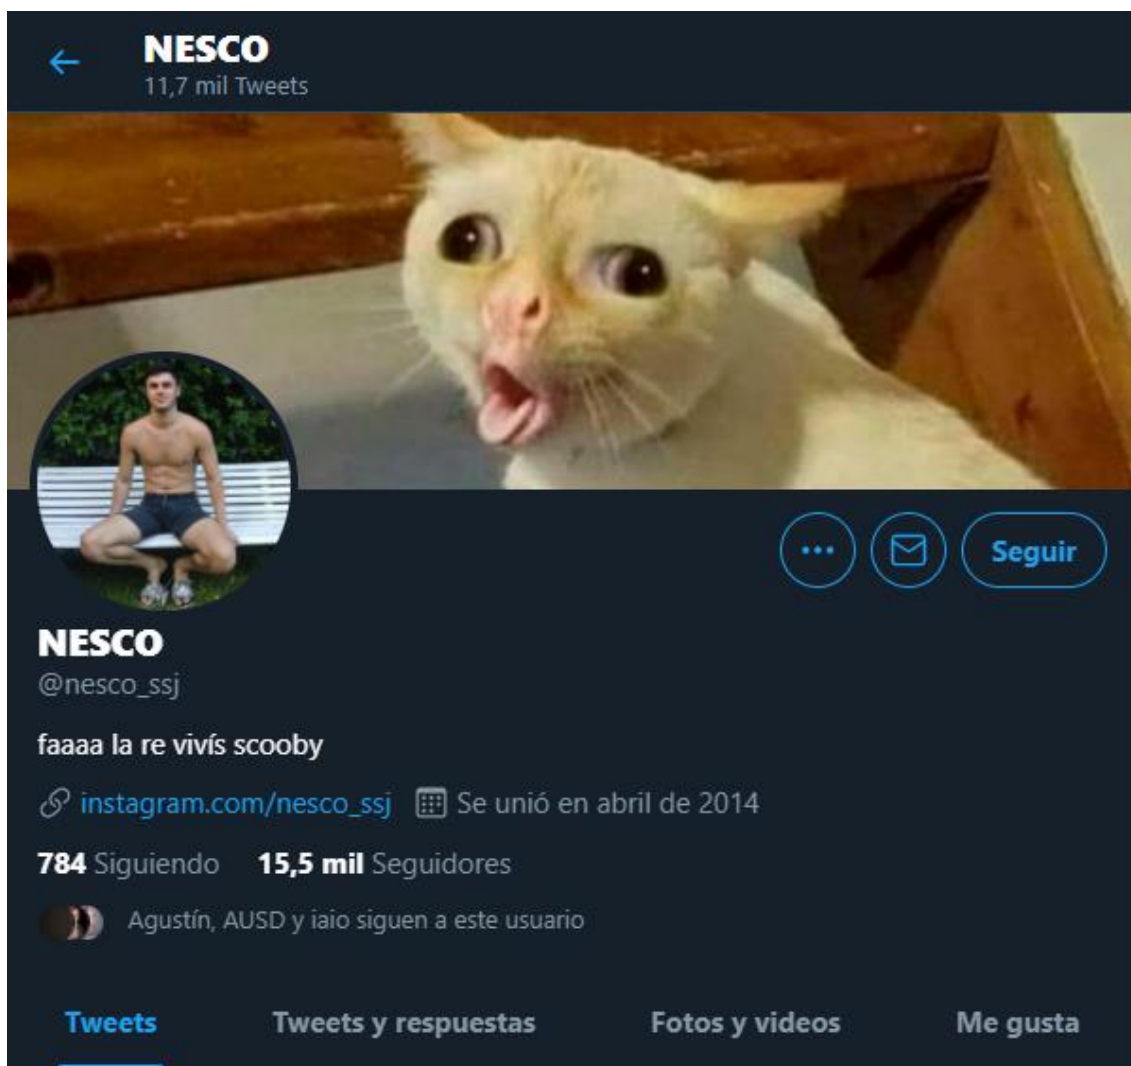 NESCO
11,7 mil Tweets
Seguir
NESCO
@nesco_ssj
faaaa la re vivís scooby
instagram.com/nesco_ssj Se unió en abril de 2014
784 Siguiendo 15,5 mil Seguidores
Agustín, AUSD y iaio siguen a este usuario
Tweets Tweets y respuestas Fotos y videos Me gusta